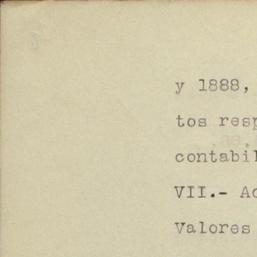 y 1888,
tos resp
contabil
VII.- Ac
Valores